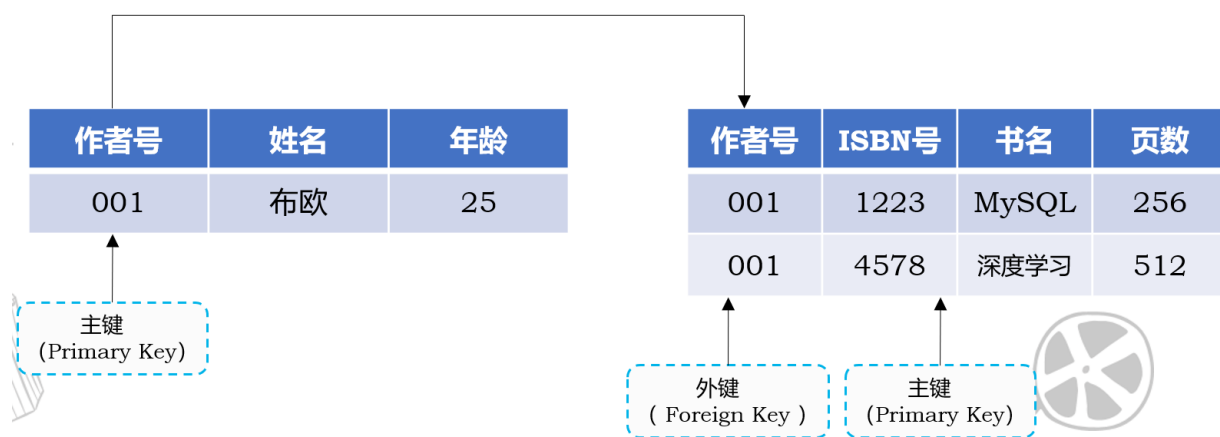 作者号 姓名 年龄
001 布欧 25
主键
(Primary Key)
作者号 ISBN号 书名 页数
001 1223 MySQL 256
001 4578 深度学习 512
外键
( Foreign Key )
主键
(Primary Key)